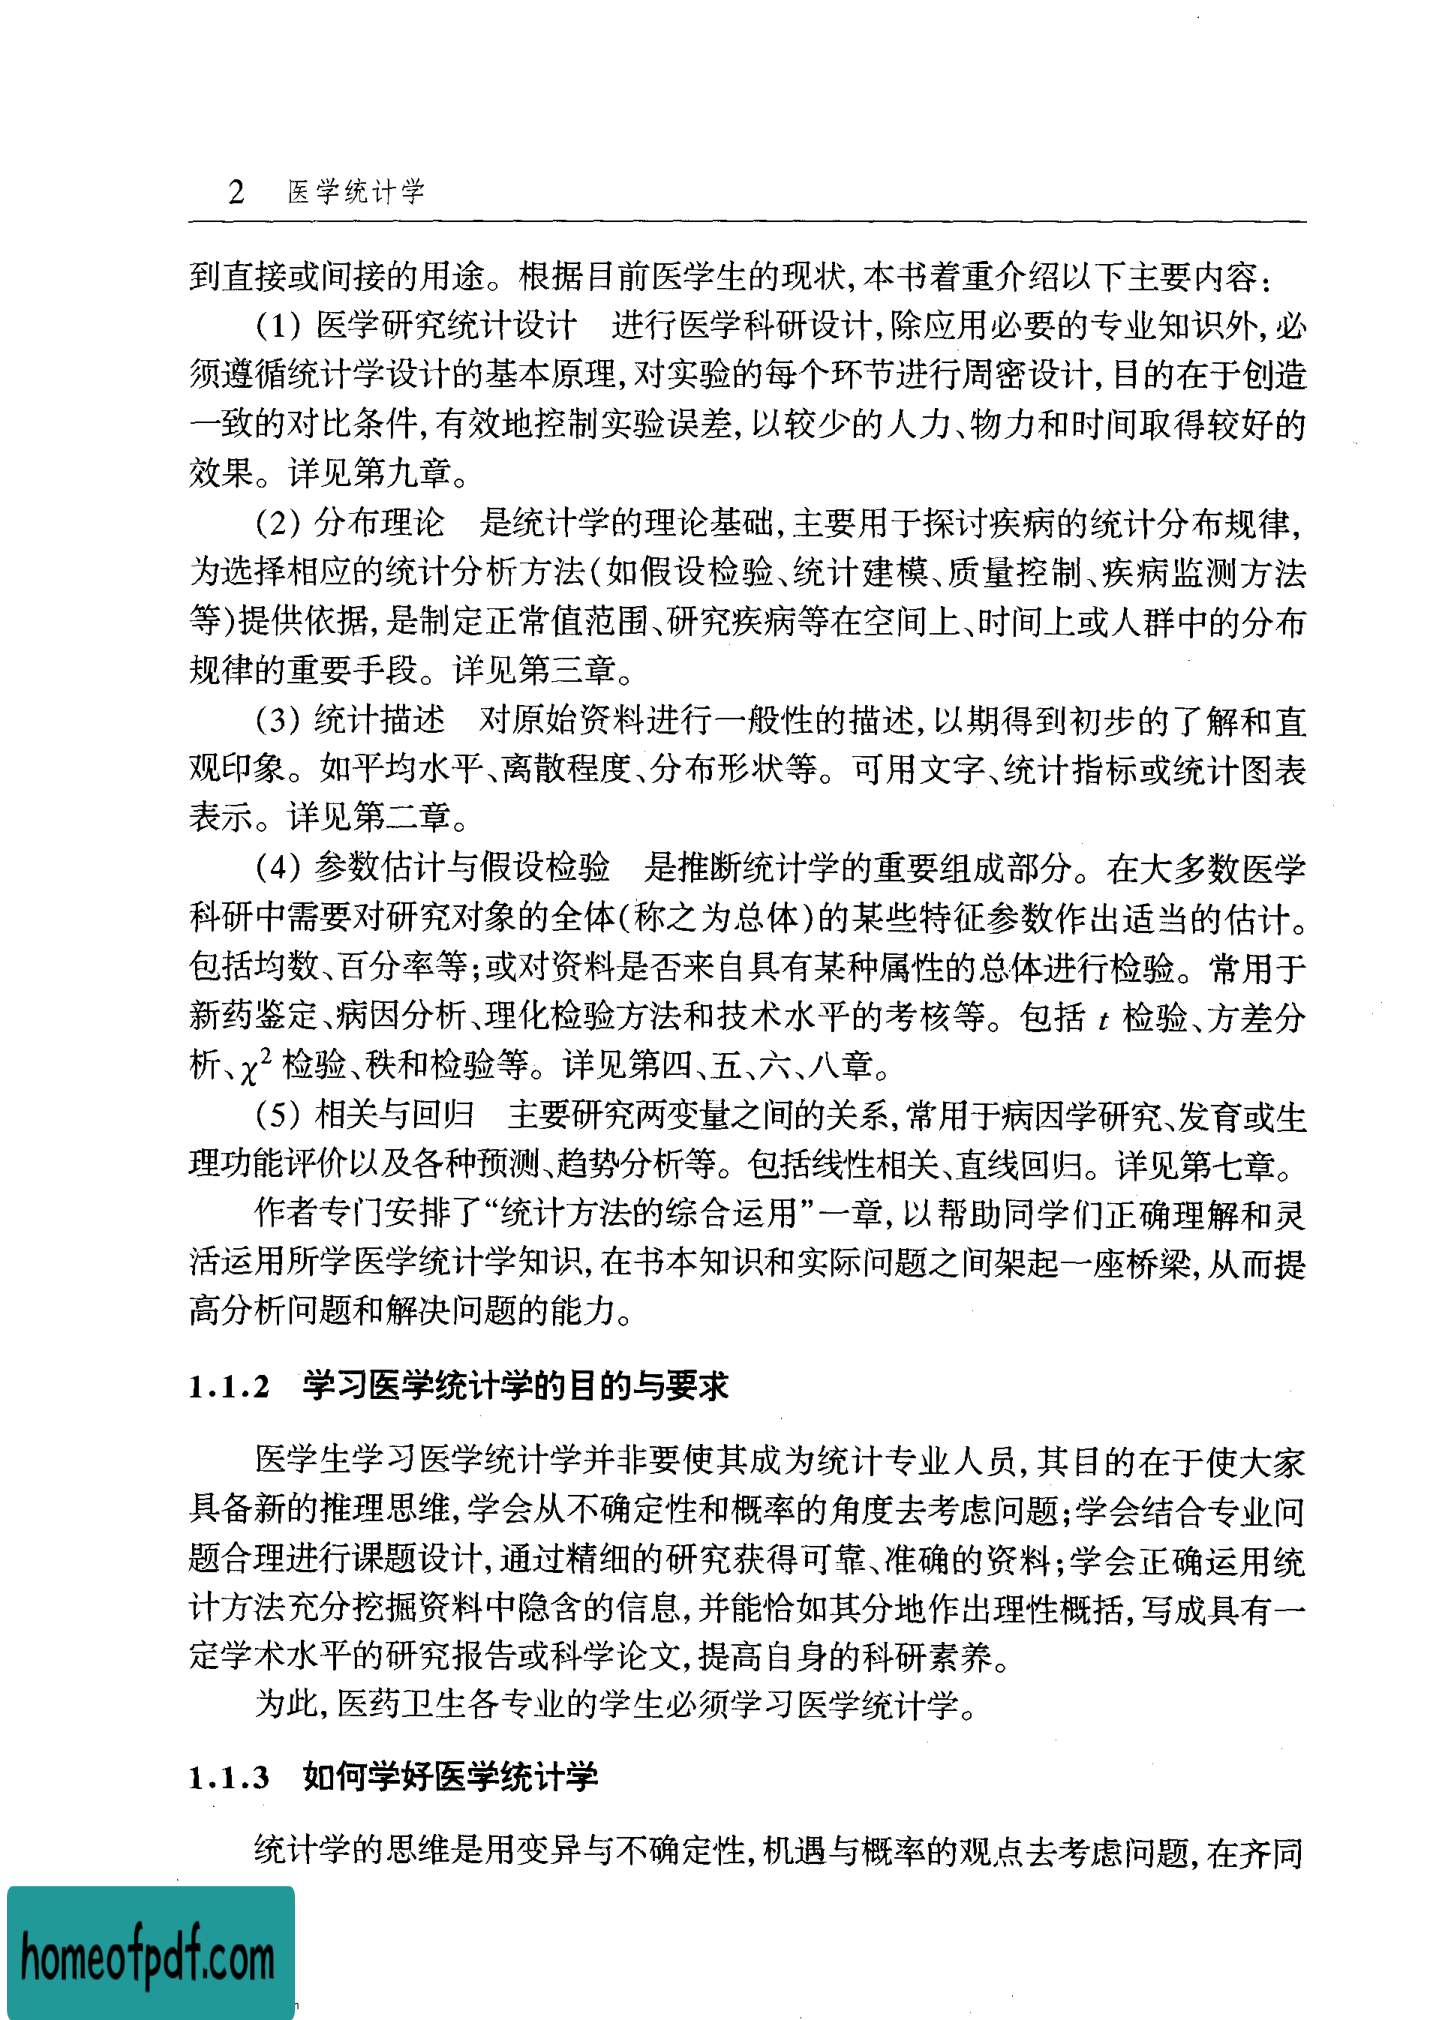 2 医学统计学
到直接或间接的用途。根据目前医学生的现状,本书着重介绍以下主要内容:
(1) 医学研究统计设计 进行医学科研设计,除应用必要的专业知识外,必
须遵循统计学设计的基本原理,对实验的每个环节进行周密设计,目的在于创造
一致的对比条件,有效地控制实验误差,以较少的人力、物力和时间取得较好的
效果。详见第九章。
(2) 分布理论 是统计学的理论基础,主要用于探讨疾病的统计分布规律,
为选择相应的统计分析方法(如假设检验、统计建模、质量控制、疾病监测方法
等)提供依据,是制定正常值范围、研究疾病等在空间上、时间上或人群中的分布
规律的重要手段。详见第三章。
(3) 统计描述 对原始资料进行一般性的描述,以期得到初步的了解和直
观印象。如平均水平、离散程度、分布形状等。可用文字、统计指标或统计图表
表示。详见第二章。
(4) 参数估计与假设检验 是推断统计学的重要组成部分。在大多数医学
科研中需要对研究对象的全体(称之为总体)的某些特征参数作出适当的估计。
包括均数、百分率等;或对资料是否来自具有某种属性的总体进行检验。常用于
新药鉴定、病因分析、理化检验方法和技术水平的考核等。包括 t 检验、方差分
析、χ² 检验、秩和检验等。详见第四、五、六、八章。
(5) 相关与回归 主要研究两变量之间的关系,常用于病因学研究、发育或生
理功能评价以及各种预测、趋势分析等。包括线性相关、直线回归。详见第七章。
作者专门安排了“统计方法的综合运用”一章,以帮助同学们正确理解和灵
活运用所学医学统计学知识,在书本知识和实际问题之间架起一座桥梁,从而提
高分析问题和解决问题的能力。
1.1.2 学习医学统计学的目的与要求
医学生学习医学统计学并非要使其成为统计专业人员,其目的在于使大家
具备新的推理思维,学会从不确定性和概率的角度去考虑问题;学会结合专业问
题合理进行课题设计,通过精细的研究获得可靠、准确的资料;学会正确运用统
计方法充分挖掘资料中隐含的信息,并能恰如其分地作出理性概括,写成具有一
定学术水平的研究报告或科学论文,提高自身的科研素养。
为此,医药卫生各专业的学生必须学习医学统计学。
1.1.3 如何学好医学统计学
统计学的思维是用变异与不确定性,机遇与概率的观点去考虑问题,在齐同
homeofpdf.com